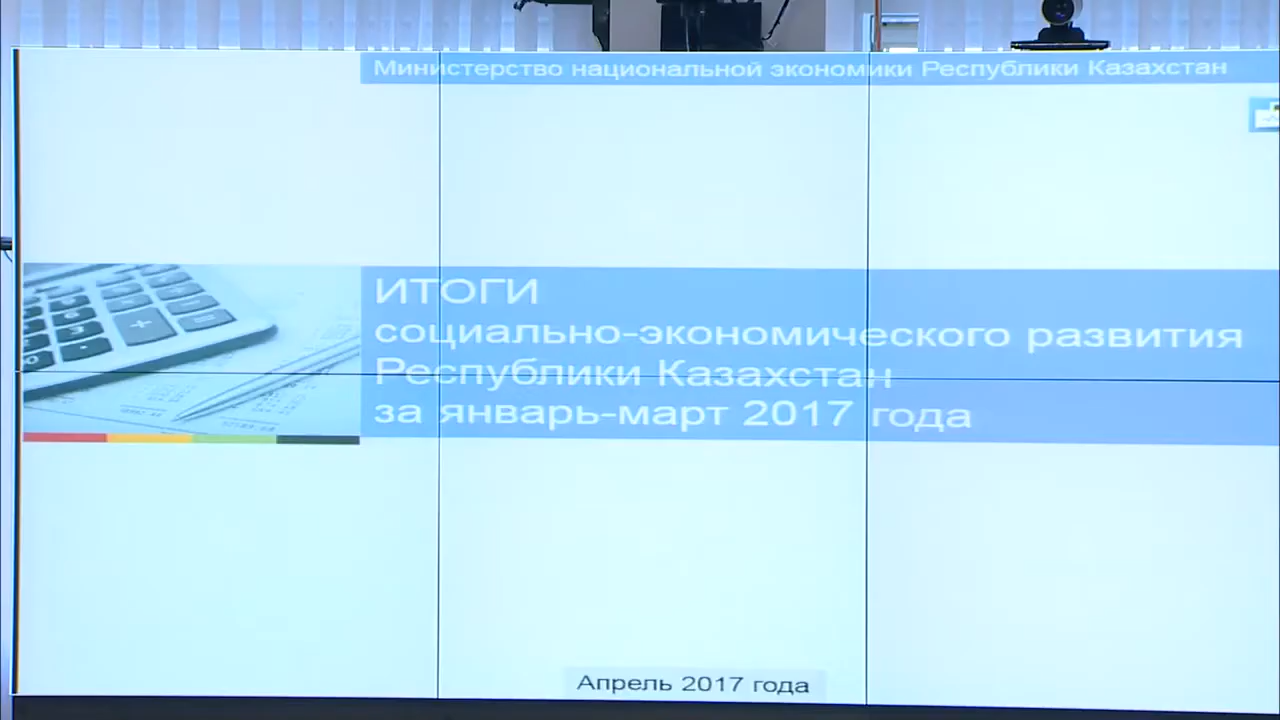 Министерство национальной экономики Республики Казахстан
ИТОГИ
социально-экономического развития
Республики Казахстан
за январь-март 2017 года
Апрель 2017 года